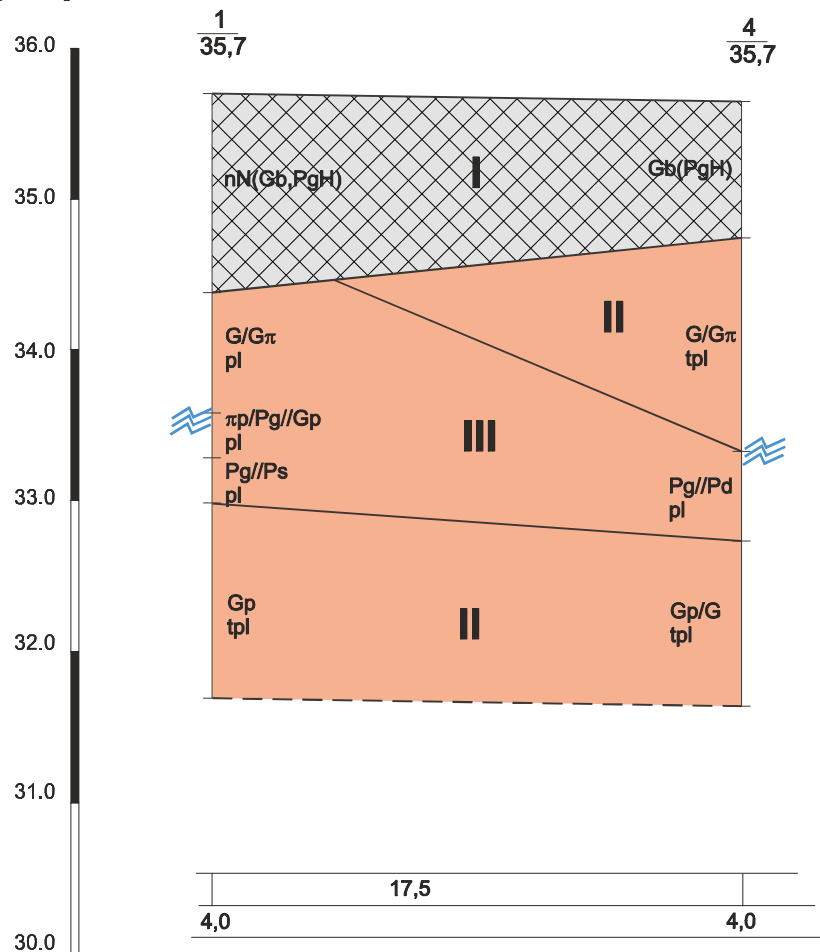 1
35,7
4
35,7
36.0
35.0
34.0
33.0
32.0
31.0
30.0
nN(Gb,PgH)
I
Gb(PgH)
G/Gπ
pl
II
G/Gπ
tpl
πp/Pg//Gp
pl
III
Pg//Ps
pl
Pg//Pd
pl
Gp
tpl
II
Gp/G
tpl
17,5
4,0
4,0